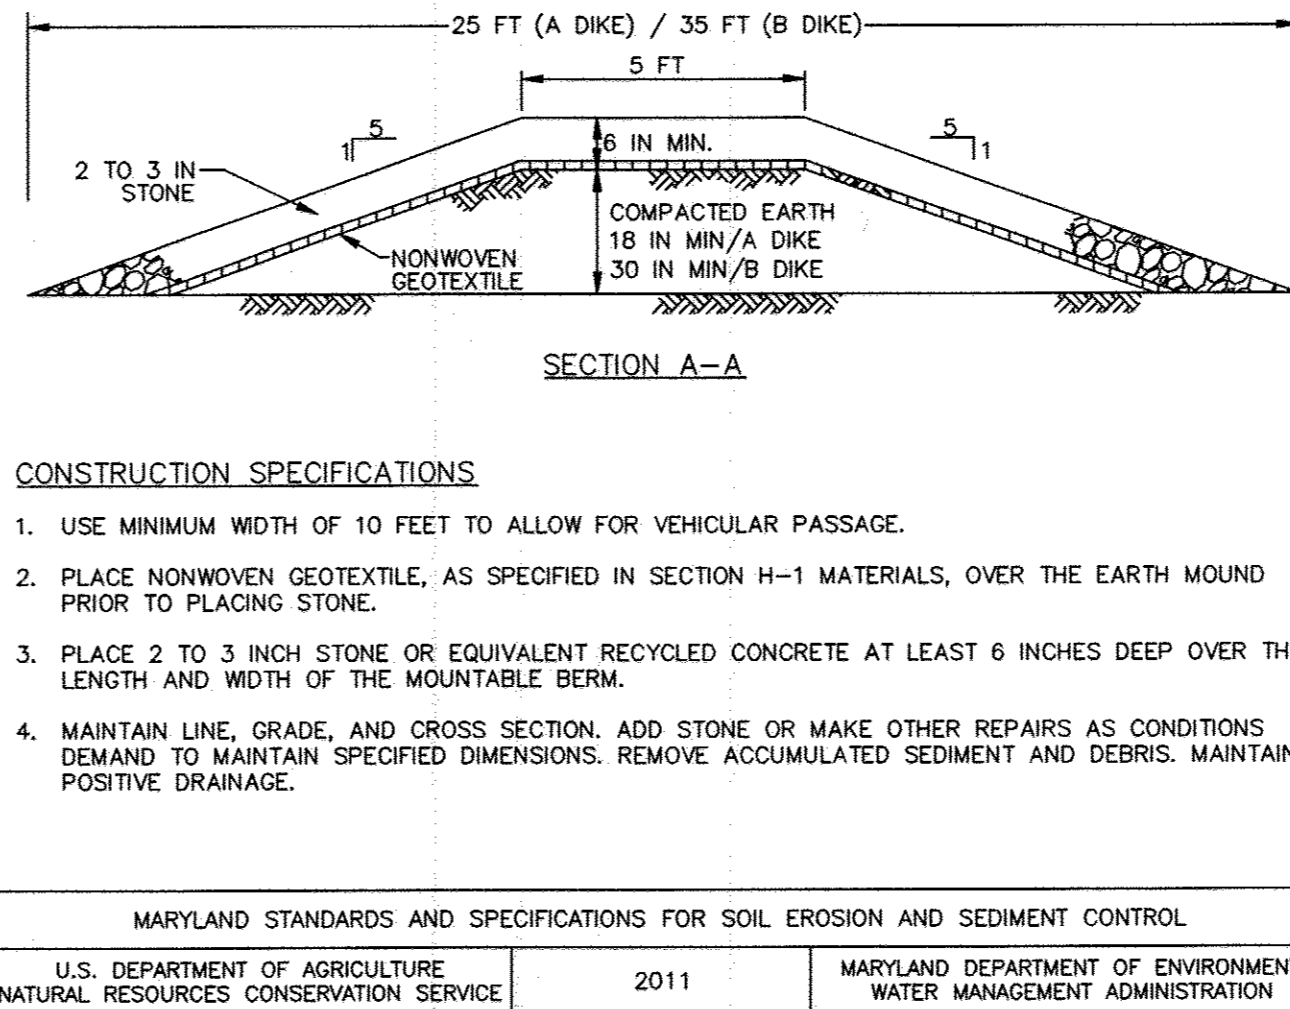 25 FT (A DIKE) / 35 FT (B DIKE)
5 FT
5
1
5
1
6 IN MIN.
2 TO 3 IN
STONE
COMPACTED EARTH
18 IN MIN/A DIKE
30 IN MIN/B DIKE
NONWOVEN
GEOTEXTILE
SECTION A-A
CONSTRUCTION SPECIFICATIONS
1. USE MINIMUM WIDTH OF 10 FEET TO ALLOW FOR VEHICULAR PASSAGE.
2. PLACE NONWOVEN GEOTEXTILE, AS SPECIFIED IN SECTION H-1 MATERIALS, OVER THE EARTH MOUND
PRIOR TO PLACING STONE.
3. PLACE 2 TO 3 INCH STONE OR EQUIVALENT RECYCLED CONCRETE AT LEAST 6 INCHES DEEP OVER TH
LENGTH AND WIDTH OF THE MOUNTABLE BERM.
4. MAINTAIN LINE, GRADE, AND CROSS SECTION. ADD STONE OR MAKE OTHER REPAIRS AS CONDITIONS
DEMAND TO MAINTAIN SPECIFIED DIMENSIONS. REMOVE ACCUMULATED SEDIMENT AND DEBRIS. MAINTAIN
POSITIVE DRAINAGE.
MARYLAND STANDARDS AND SPECIFICATIONS FOR SOIL EROSION AND SEDIMENT CONTROL
U.S. DEPARTMENT OF AGRICULTURE
NATURAL RESOURCES CONSERVATION SERVICE
2011
MARYLAND DEPARTMENT OF ENVIRONMEN
WATER MANAGEMENT ADMINISTRATION